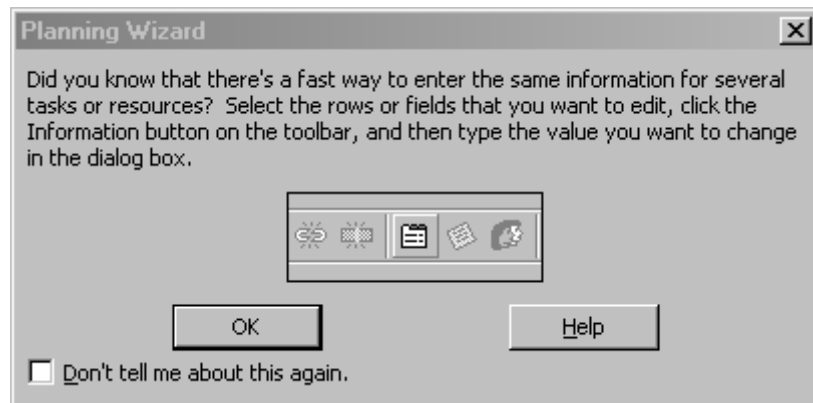 Planning Wizard
Did you know that there's a fast way to enter the same information for several
tasks or resources?  Select the rows or fields that you want to edit, click the
Information button on the toolbar, and then type the value you want to change
in the dialog box.
OK
Help
Don't tell me about this again.